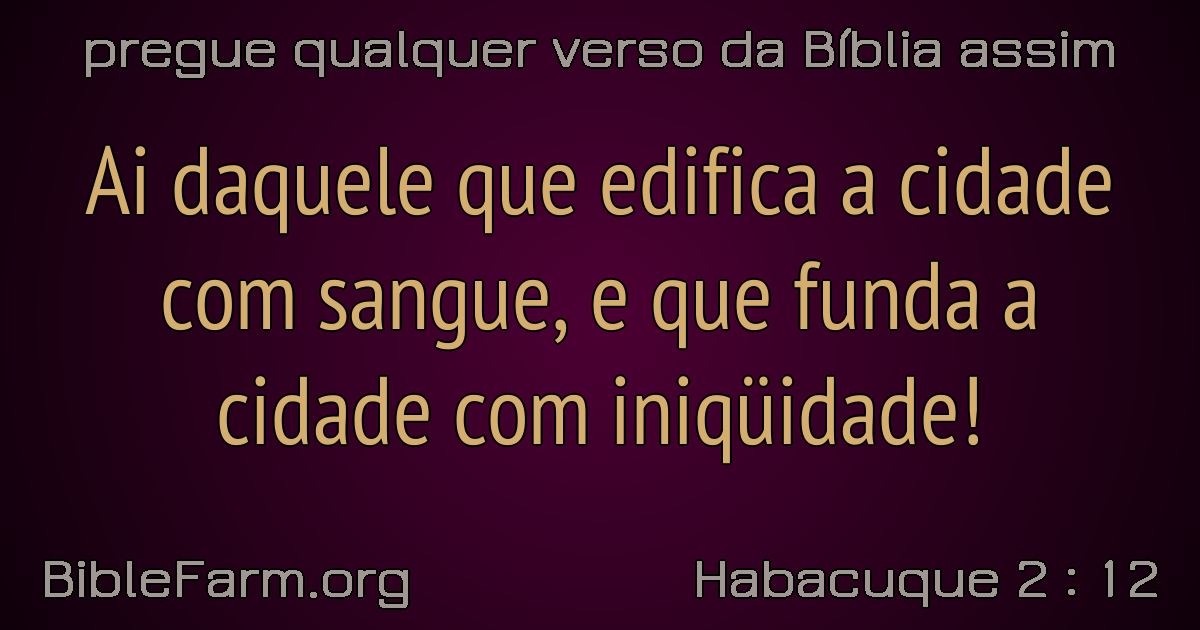 pregue qualquer verso da Bíblia assim
Ai daquele que edifica a cidade
com sangue, e que funda a
cidade com iniqüidade!
BibleFarm.org
Habacuque 2 : 12